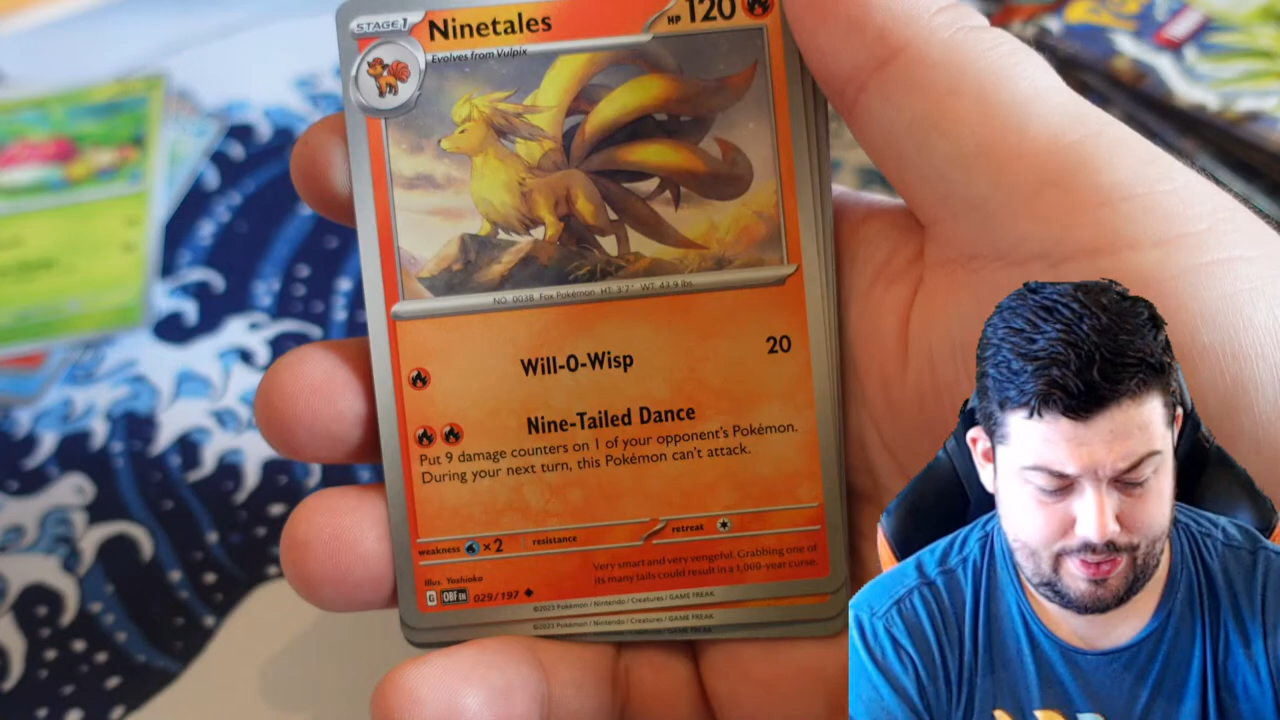 STAGE 1 Ninetales HP 120
Evolves from Vulpix
NO. 0038 Fox Pokémon HT: 3'7" WT: 43.9 lbs
Will-O-Wisp 20
Nine-Tailed Dance
Put 9 damage counters on 1 of your opponent's Pokémon.
During your next turn, this Pokémon can't attack.
weakness ×2 resistance retreat
Very smart and very vengeful. Grabbing one of
its many tails could result in a 1,000-year curse.
Illus. Yoshioka
G OBF EN 029/197
©2023 Pokémon / Nintendo / Creatures / GAME FREAK
©2023 Pokémon / Nintendo / Creatures / GAME FREAK
GAME FREAK